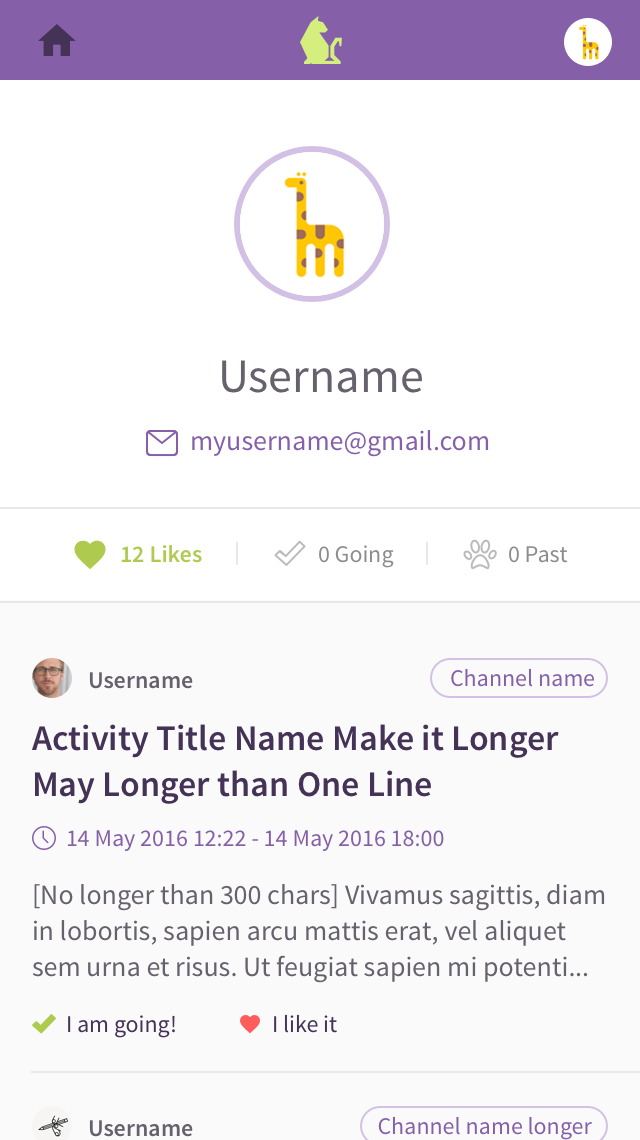 Username
myusername@gmail.com
12 Likes
0 Going
0 Past
Username
Channel name
Activity Title Name Make it Longer
May Longer than One Line
14 May 2016 12:22 - 14 May 2016 18:00
[No longer than 300 chars] Vivamus sagittis, diam
in lobortis, sapien arcu mattis erat, vel aliquet
sem urna et risus. Ut feugiat sapien mi potenti...
I am going!
I like it
Username
Channel name longer